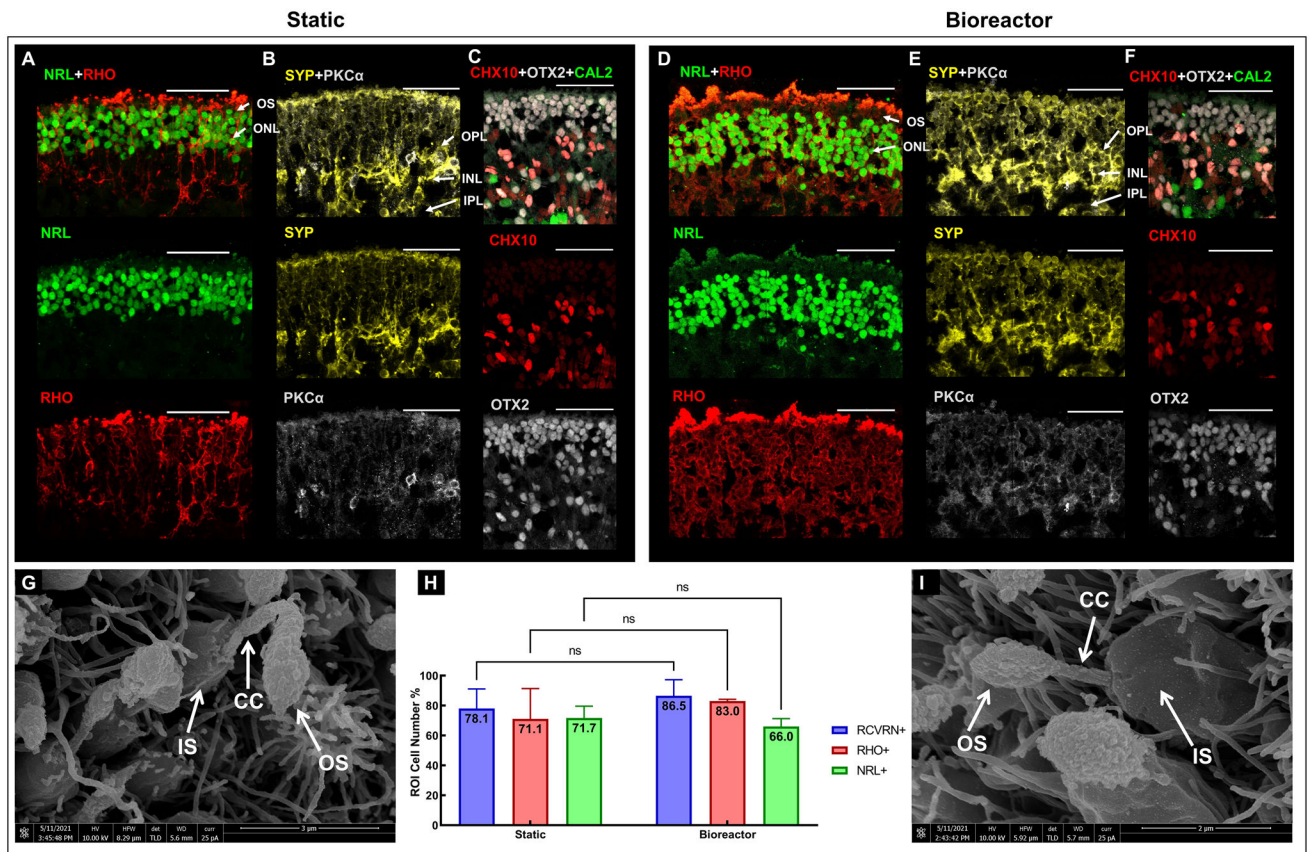 Static
Bioreactor
A
NRL+RHO
OS
ONL
NRL
RHO
B
SYP+PKCα
OPL
INL
IPL
SYP
PKCα
C
CHX10+OTX2+CAL2
CHX10
OTX2
D
NRL+RHO
OS
ONL
NRL
RHO
E
SYP+PKCα
OPL
INL
IPL
SYP
PKCα
F
CHX10+OTX2+CAL2
CHX10
OTX2
G
CC
IS
OS
5/11/2021 HV HFW det WD curr
3:45:48 PM 10.00 kV 8.29 µm TLD 5.6 mm 25 pA
3 µm
H
ns
ns
ns
ROI Cell Number %
100
80
60
40
20
0
78.1
71.1
71.7
86.5
83.0
66.0
Static
Bioreactor
RCVRN+
RHO+
NRL+
I
CC
OS
IS
5/11/2021 HV HFW det WD curr
2:43:42 PM 10.00 kV 5.92 µm TLD 5.7 mm 25 pA
2 µm